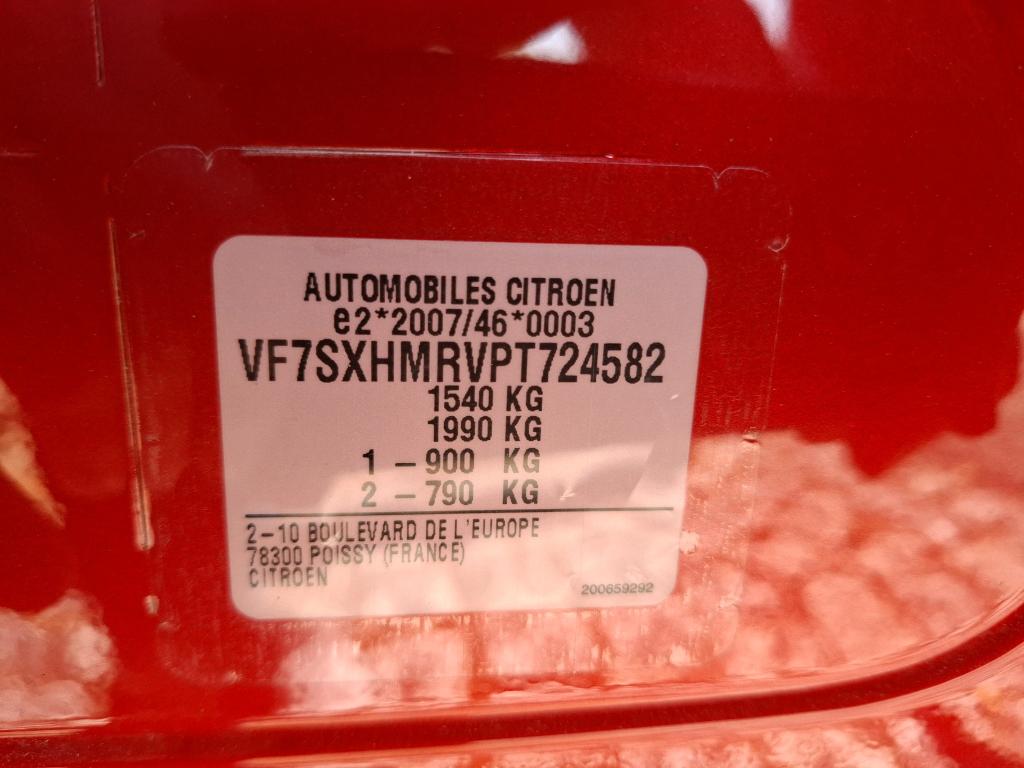 AUTOMOBILES CITROEN
e2*2007/46*0003
VF7SXHMRVPT724582
1540 KG
1990 KG
1 – 900 KG
2 – 790 KG
2–10 BOULEVARD DE L'EUROPE
78300 POISSY (FRANCE)
CITROEN
200659292